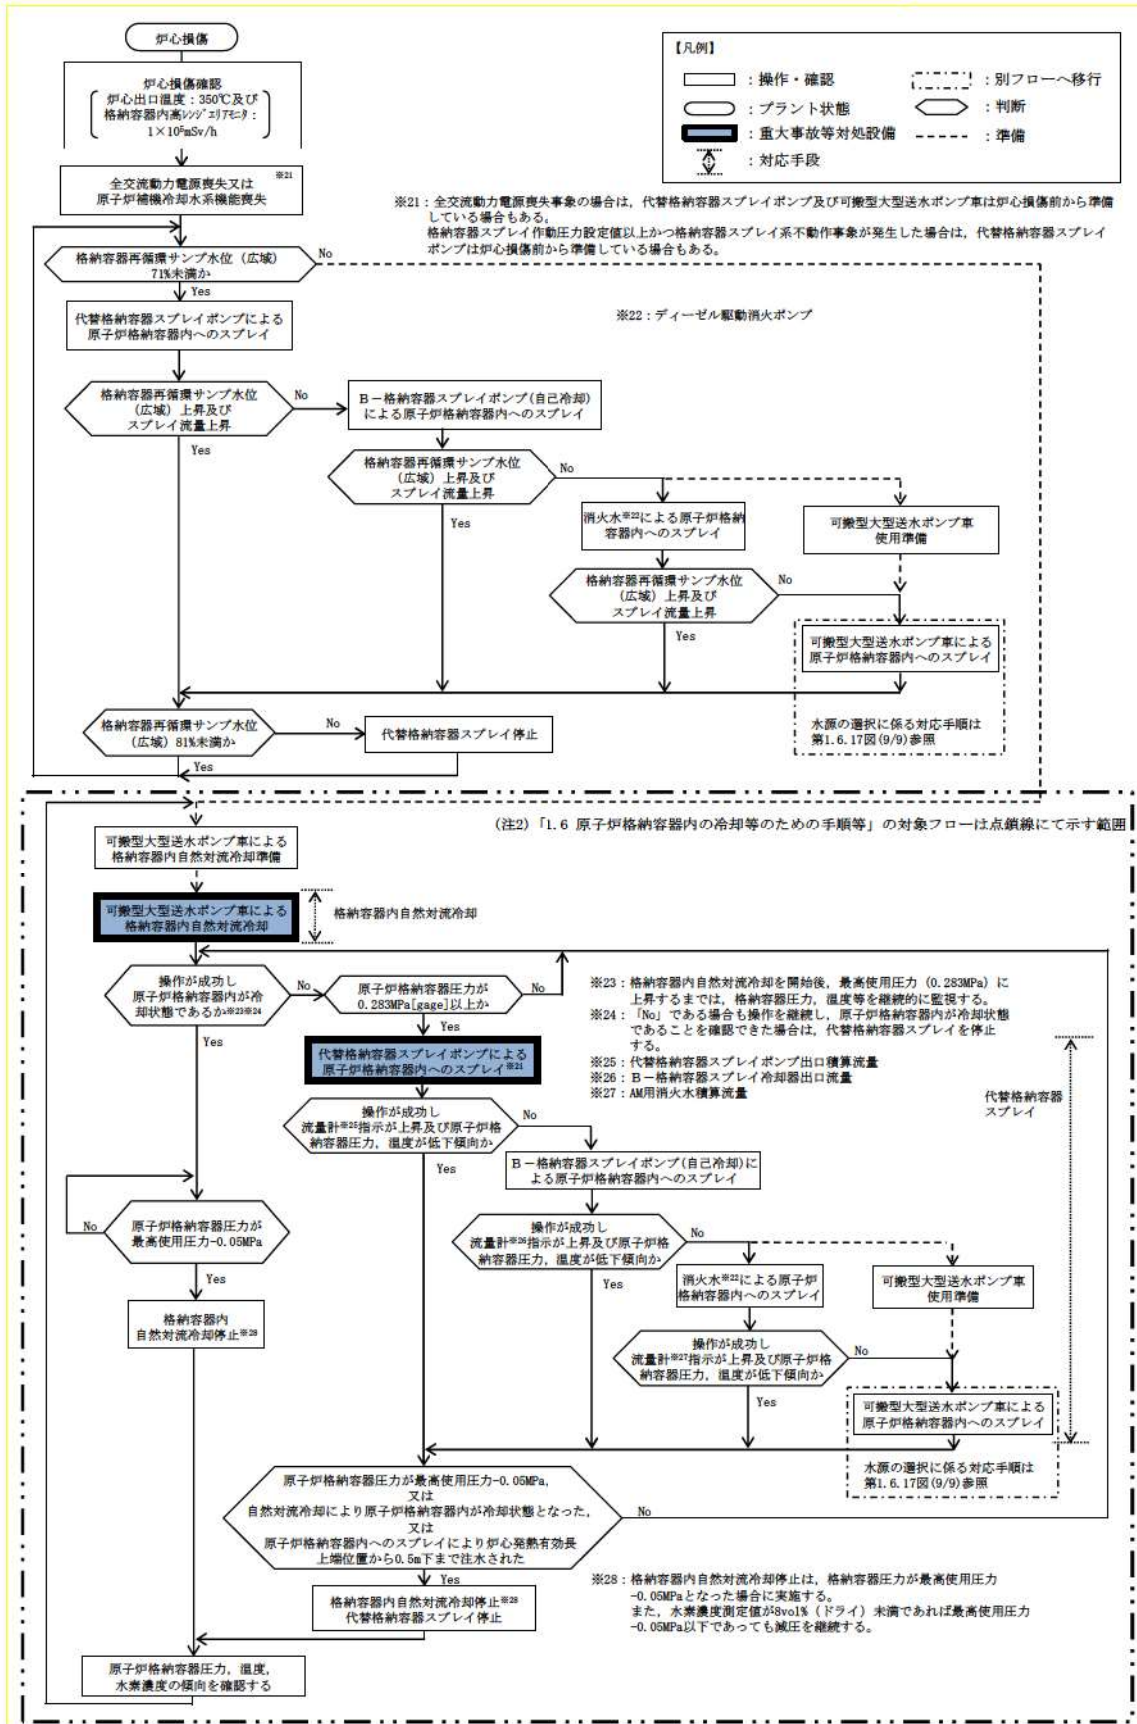 炉心損傷
【凡例】
：操作・確認
：別フローへ移行
：プラント状態
：判断
：重大事故等対処設備
：準備
：対応手段
炉心損傷確認
炉心出口温度：350℃及び
格納容器内高ﾚﾝｼﾞｴﾘｱﾓﾆﾀ：
1×10⁵mSv/h
全交流動力電源喪失又は※21
原子炉補機冷却水系機能喪失
※21：全交流動力電源喪失事象の場合は，代替格納容器スプレイポンプ及び可搬型大型送水ポンプ車は炉心損傷前から準備
している場合もある。
格納容器スプレイ作動圧力設定値以上かつ格納容器スプレイ系不動作事象が発生した場合は，代替格納容器スプレイ
ポンプは炉心損傷前から準備している場合もある。
格納容器再循環サンプ水位（広域）
71%未満か
No
Yes
代替格納容器スプレイポンプによる
原子炉格納容器内へのスプレイ
※22：ディーゼル駆動消火ポンプ
格納容器再循環サンプ水位
（広域）上昇及び
スプレイ流量上昇
No
Yes
B－格納容器スプレイポンプ(自己冷却)
による原子炉格納容器内へのスプレイ
格納容器再循環サンプ水位
（広域）上昇及び
スプレイ流量上昇
No
Yes
消火水※22による原子炉格納
容器内へのスプレイ
可搬型大型送水ポンプ車
使用準備
格納容器再循環サンプ水位
（広域）上昇及び
スプレイ流量上昇
No
Yes
可搬型大型送水ポンプ車による
原子炉格納容器内へのスプレイ
水源の選択に係る対応手順は
第1.6.17図(9/9)参照
格納容器再循環サンプ水位
（広域）81%未満か
No
Yes
代替格納容器スプレイ停止
(注2)「1.6 原子炉格納容器内の冷却等のための手順等」の対象フローは点鎖線にて示す範囲
可搬型大型送水ポンプ車による
格納容器内自然対流冷却準備
可搬型大型送水ポンプ車による
格納容器内自然対流冷却
格納容器内自然対流冷却
操作が成功し
原子炉格納容器内が冷
却状態であるか※23※24
No
Yes
原子炉格納容器圧力が
0.283MPa[gage]以上か
No
Yes
※23：格納容器内自然対流冷却を開始後，最高使用圧力（0.283MPa）に
上昇するまでは，格納容器圧力，温度等を継続的に監視する。
※24：「No」である場合も操作を継続し，原子炉格納容器内が冷却状態
であることを確認できた場合は，代替格納容器スプレイを停止
する。
※25：代替格納容器スプレイポンプ出口積算流量
※26：B－格納容器スプレイ冷却器出口流量
※27：AM用消火水積算流量
代替格納容器スプレイポンプによる
原子炉格納容器内へのスプレイ※21
代替格納容器
スプレイ
操作が成功し
流量計※25指示が上昇及び原子炉格
納容器圧力，温度が低下傾向か
No
Yes
B－格納容器スプレイポンプ(自己冷却)に
よる原子炉格納容器内へのスプレイ
原子炉格納容器圧力が
最高使用圧力-0.05MPa
No
Yes
操作が成功し
流量計※26指示が上昇及び原子炉格
納容器圧力，温度が低下傾向か
No
Yes
消火水※22による原子炉
格納容器内へのスプレイ
可搬型大型送水ポンプ車
使用準備
格納容器内
自然対流冷却停止※28
操作が成功し
流量計※27指示が上昇及び原子炉格
納容器圧力，温度が低下傾向か
No
Yes
可搬型大型送水ポンプ車による
原子炉格納容器内へのスプレイ
水源の選択に係る対応手順は
第1.6.17図(9/9)参照
原子炉格納容器圧力が最高使用圧力-0.05MPa，
又は
自然対流冷却により原子炉格納容器内が冷却状態となった，
又は
原子炉格納容器内へのスプレイにより炉心発熱有効長
上端位置から0.5m下まで注水された
No
Yes
格納容器内自然対流冷却停止※28
代替格納容器スプレイ停止
※28：格納容器内自然対流冷却停止は，格納容器圧力が最高使用圧力
-0.05MPaとなった場合に実施する。
また，水素濃度測定値が8vol%（ドライ）未満であれば最高使用圧力
-0.05MPa以下であっても減圧を継続する。
原子炉格納容器圧力，温度，
水素濃度の傾向を確認する